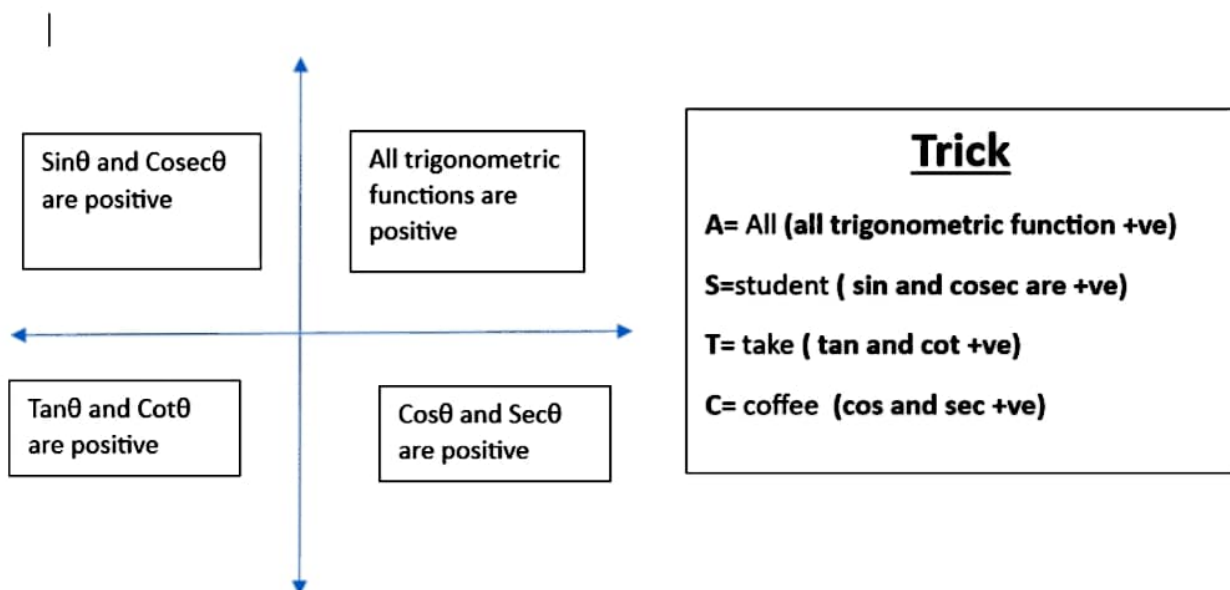 Sinθ and Cosecθ
are positive
All trigonometric
functions are
positive
Tanθ and Cotθ
are positive
Cosθ and Secθ
are positive
Trick
A= All (all trigonometric function +ve)
S=student ( sin and cosec are +ve)
T= take ( tan and cot +ve)
C= coffee (cos and sec +ve)